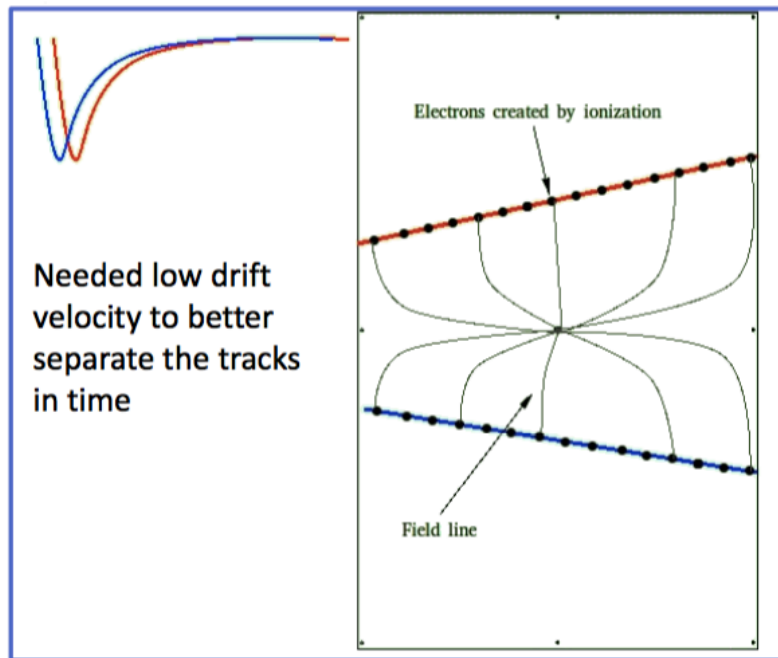 Electrons created by ionization
Needed low drift
velocity to better
separate the tracks
in time
Field line